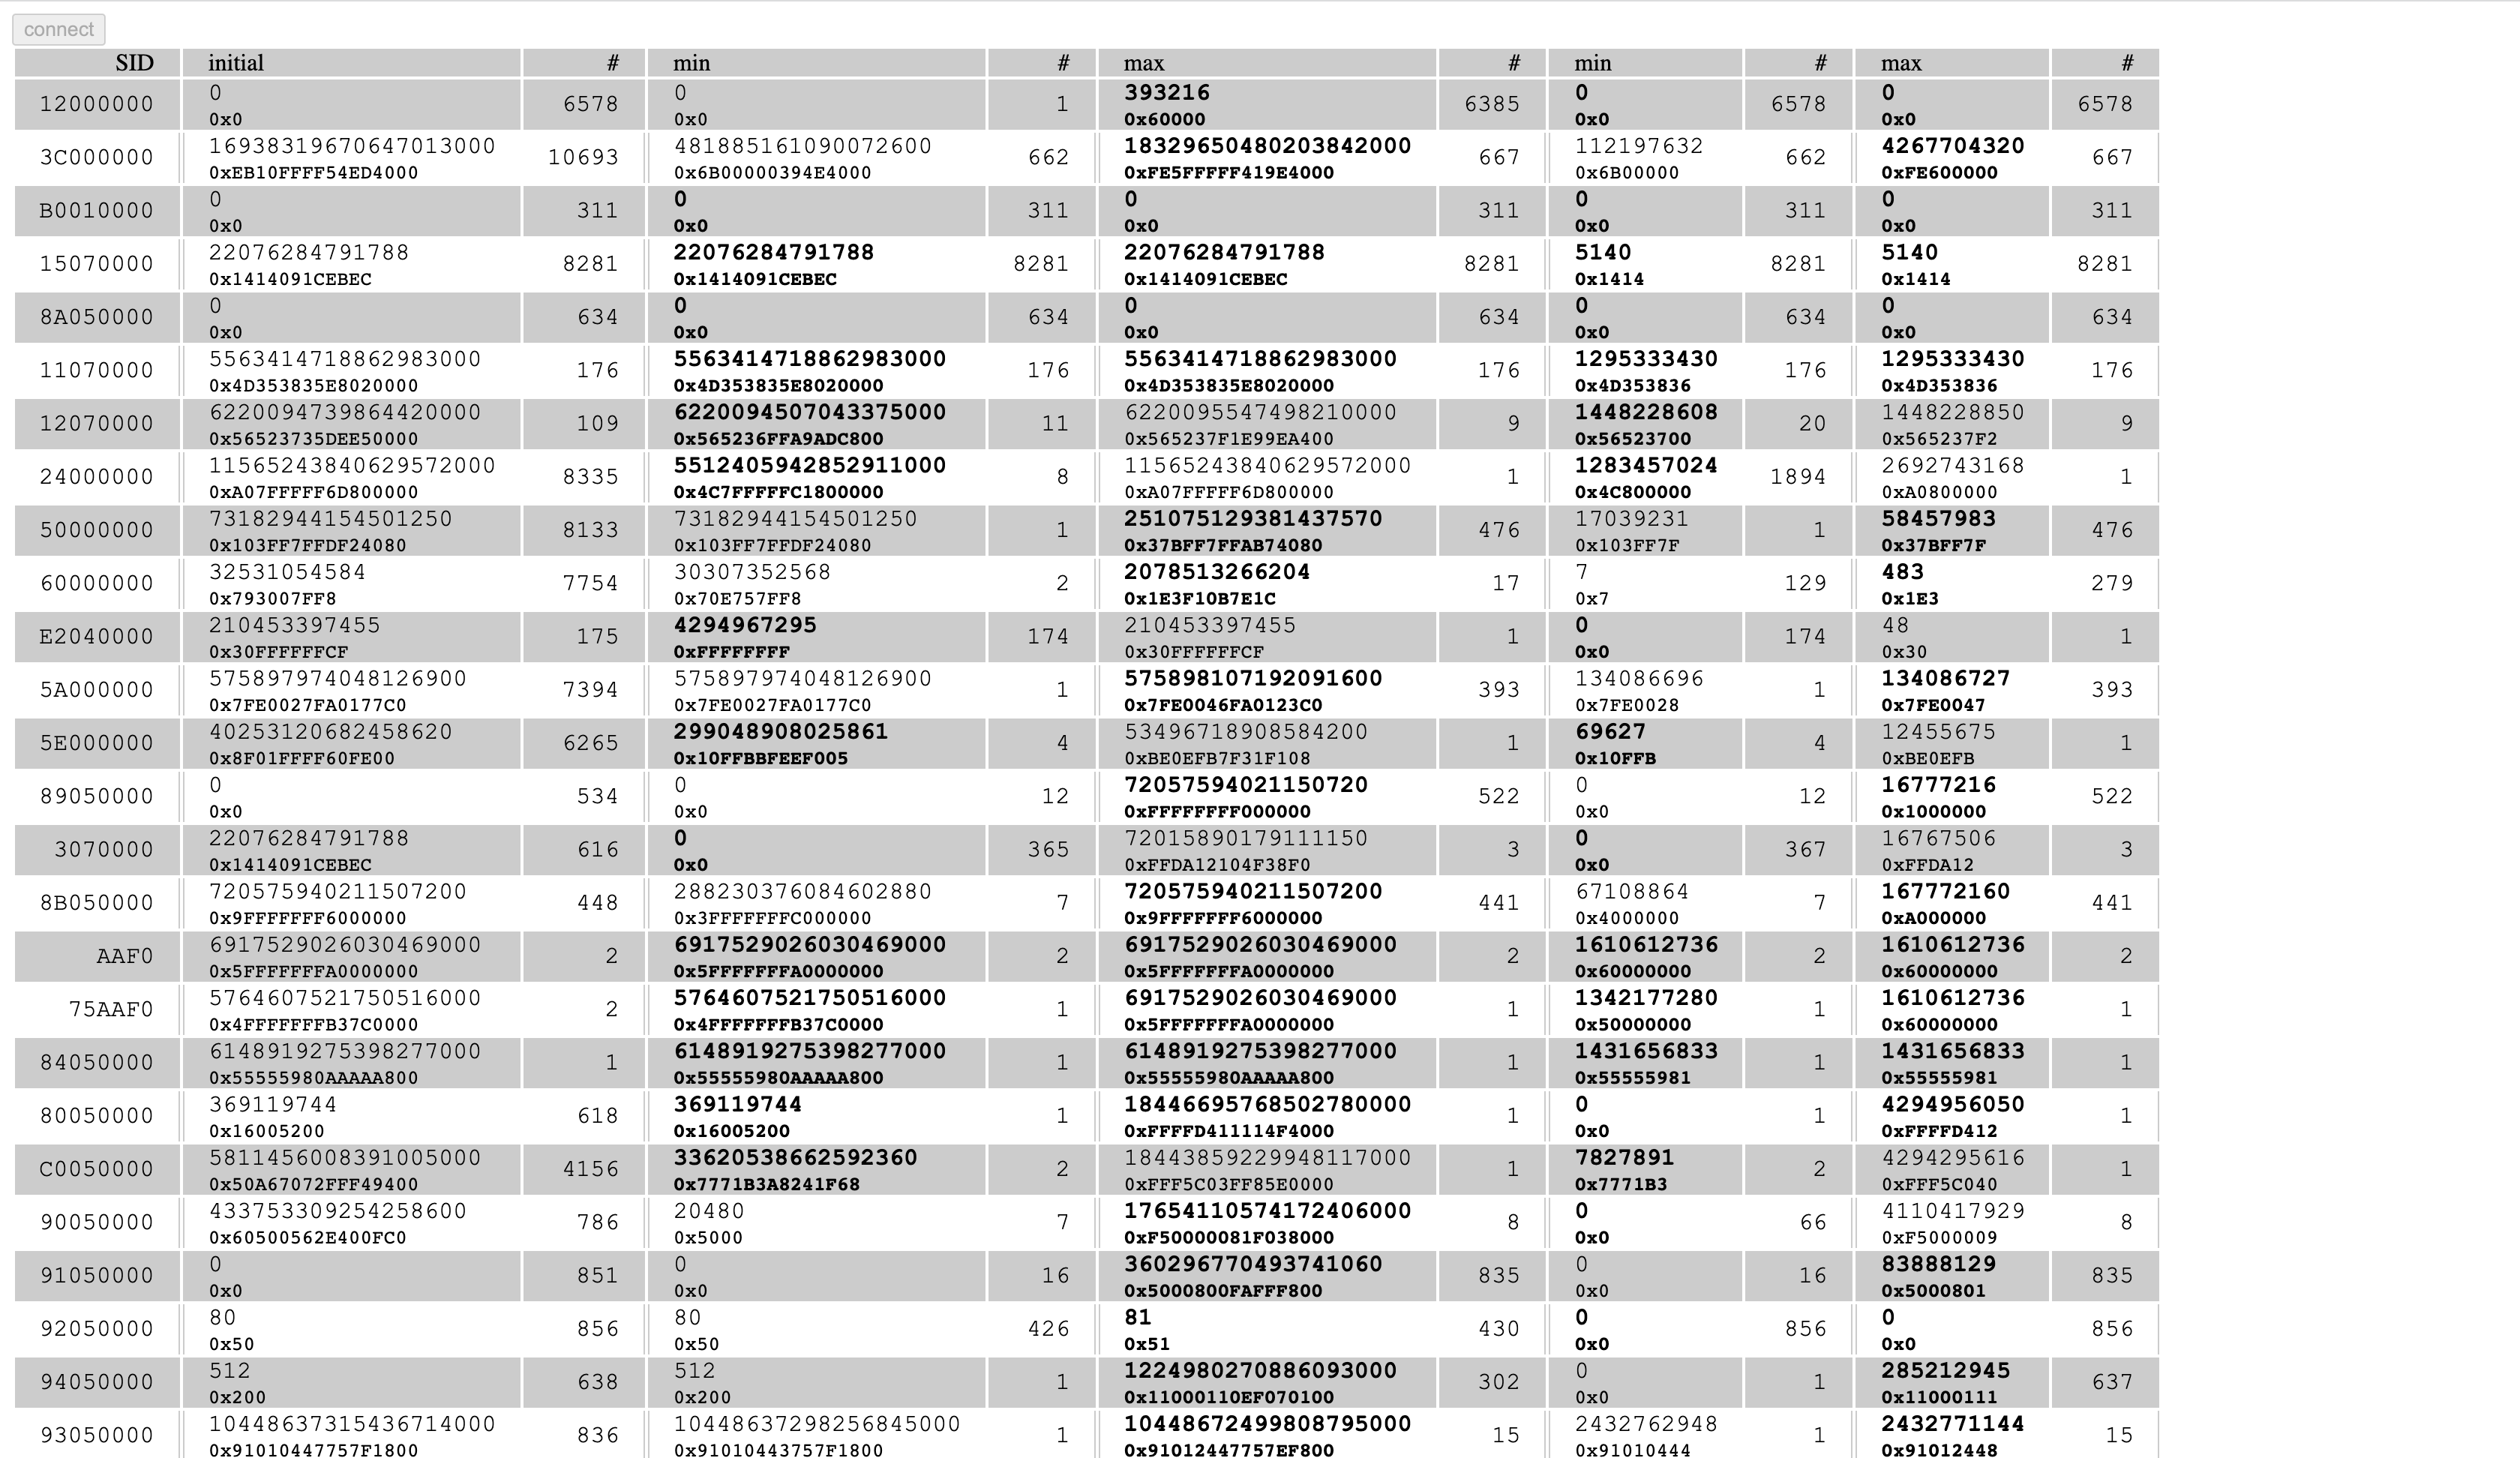 connect
SID initial # min # max # min # max #
12000000 0 6578 0 1 393216 6385 0 6578 0 6578
0x0 0x0 0x60000 0x0 0x0
3C000000 16938319670647013000 10693 481885161090072600 662 18329650480203842000 667 112197632 662 4267704320 667
0xEB10FFFF54ED4000 0x6B00000394E4000 0xFE5FFFFF419E4000 0x6B00000 0xFE600000
B0010000 0 311 0 311 0 311 0 311 0 311
0x0 0x0 0x0 0x0 0x0
15070000 22076284791788 8281 22076284791788 8281 22076284791788 8281 5140 8281 5140 8281
0x1414091CEBEC 0x1414091CEBEC 0x1414091CEBEC 0x1414 0x1414
8A050000 0 634 0 634 0 634 0 634 0 634
0x0 0x0 0x0 0x0 0x0
11070000 5563414718862983000 176 5563414718862983000 176 5563414718862983000 176 1295333430 176 1295333430 176
0x4D353835E8020000 0x4D353835E8020000 0x4D353835E8020000 0x4D353836 0x4D353836
12070000 6220094739864420000 109 6220094507043375000 11 6220095547498210000 9 1448228608 20 1448228850 9
0x56523735DEE50000 0x565236FFA9ADC800 0x565237F1E99EA400 0x56523700 0x565237F2
24000000 11565243840629572000 8335 5512405942852911000 8 11565243840629572000 1 1283457024 1894 2692743168 1
0xA07FFFFF6D800000 0x4C7FFFFFC1800000 0xA07FFFFF6D800000 0x4C800000 0xA0800000
50000000 73182944154501250 8133 73182944154501250 1 251075129381437570 476 17039231 1 58457983 476
0x103FF7FFDF24080 0x103FF7FFDF24080 0x37BFF7FFAB74080 0x103FF7F 0x37BFF7F
60000000 32531054584 7754 30307352568 2 2078513266204 17 7 129 483 279
0x793007FF8 0x70E757FF8 0x1E3F10B7E1C 0x7 0x1E3
E2040000 210453397455 175 4294967295 174 210453397455 1 0 174 48 1
0x30FFFFFFCF 0xFFFFFFFF 0x30FFFFFFCF 0x0 0x30
5A000000 575897974048126900 7394 575897974048126900 1 575898107192091600 393 134086696 1 134086727 393
0x7FE0027FA0177C0 0x7FE0027FA0177C0 0x7FE0046FA0123C0 0x7FE0028 0x7FE0047
5E000000 40253120682458620 6265 299048908025861 4 53496718908584200 1 69627 4 12455675 1
0x8F01FFFF60FE00 0x10FFBBFEEF005 0xBE0EFB7F31F108 0x10FFB 0xBE0EFB
89050000 0 534 0 12 72057594021150720 522 0 12 16777216 522
0x0 0x0 0xFFFFFFFF000000 0x0 0x1000000
3070000 22076284791788 616 0 365 72015890179111150 3 0 367 16767506 3
0x1414091CEBEC 0x0 0xFFDA12104F38F0 0x0 0xFFDA12
8B050000 720575940211507200 448 288230376084602880 7 720575940211507200 441 67108864 7 167772160 441
0x9FFFFFFF6000000 0x3FFFFFFFC000000 0x9FFFFFFF6000000 0x4000000 0xA000000
AAF0 6917529026030469000 2 6917529026030469000 2 6917529026030469000 2 1610612736 2 1610612736 2
0x5FFFFFFFA0000000 0x5FFFFFFFA0000000 0x5FFFFFFFA0000000 0x60000000 0x60000000
75AAF0 5764607521750516000 2 5764607521750516000 1 6917529026030469000 1 1342177280 1 1610612736 1
0x4FFFFFFFB37C0000 0x4FFFFFFFB37C0000 0x5FFFFFFFA0000000 0x50000000 0x60000000
84050000 6148919275398277000 1 6148919275398277000 1 6148919275398277000 1 1431656833 1 1431656833 1
0x55555980AAAAA800 0x55555980AAAAA800 0x55555980AAAAA800 0x55555981 0x55555981
80050000 369119744 618 369119744 1 18446695768502780000 1 0 1 4294956050 1
0x16005200 0x16005200 0xFFFFD411114F4000 0x0 0xFFFFD412
C0050000 5811456008391005000 4156 33620538662592360 2 18443859229948117000 1 7827891 2 4294295616 1
0x50A67072FFF49400 0x7771B3A8241F68 0xFFF5C03FF85E0000 0x7771B3 0xFFF5C040
90050000 433753309254258600 786 20480 7 17654110574172406000 8 0 66 4110417929 8
0x60500562E400FC0 0x5000 0xF50000081F038000 0x0 0xF5000009
91050000 0 851 0 16 360296770493741060 835 0 16 83888129 835
0x0 0x0 0x5000800FAFFF800 0x0 0x5000801
92050000 80 856 80 426 81 430 0 856 0 856
0x50 0x50 0x51 0x0 0x0
94050000 512 638 512 1 1224980270886093000 302 0 1 285212945 637
0x200 0x200 0x11000110EF070100 0x0 0x11000111
93050000 10448637315436714000 836 10448637298256845000 1 10448672499808795000 15 2432762948 1 2432771144 15
0x91010447757F1800 0x91010443757F1800 0x91012447757EF800 0x91010444 0x91012448